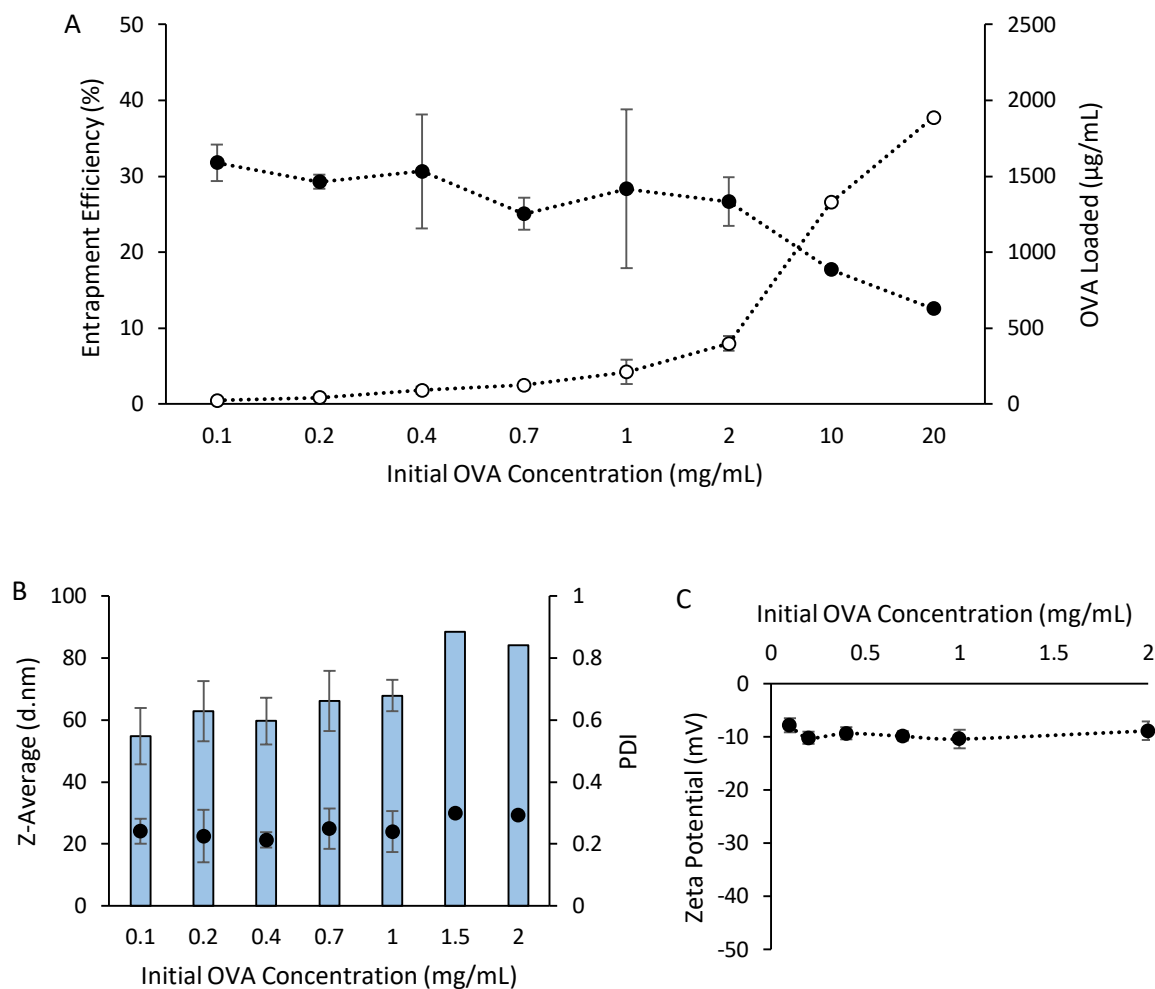 A
50
40
30
20
10
0
Entrapment Efficiency (%)
2500
2000
1500
1000
500
0
OVA Loaded (µg/mL)
0.1 0.2 0.4 0.7 1 2 10 20
Initial OVA Concentration (mg/mL)
B
100
80
60
40
20
0
Z-Average (d.nm)
1
0.8
0.6
0.4
0.2
0
PDI
0.1 0.2 0.4 0.7 1 1.5 2
Initial OVA Concentration (mg/mL)
C
Initial OVA Concentration (mg/mL)
0 0.5 1 1.5 2
0
-10
-20
-30
-40
-50
Zeta Potential (mV)